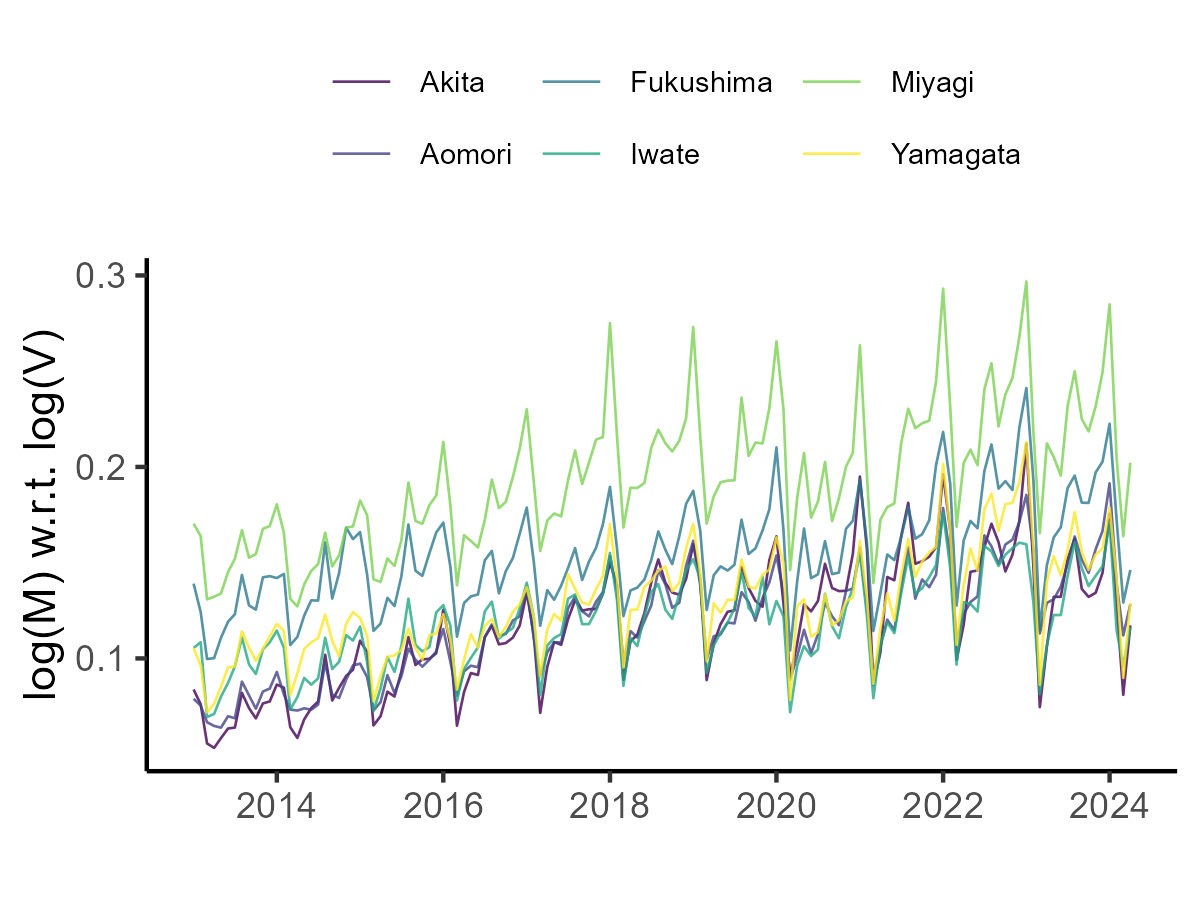 Akita Fukushima Miyagi
Aomori Iwate Yamagata
log(M) w.r.t. log(V)
0.3
0.2
0.1
2014 2016 2018 2020 2022 2024